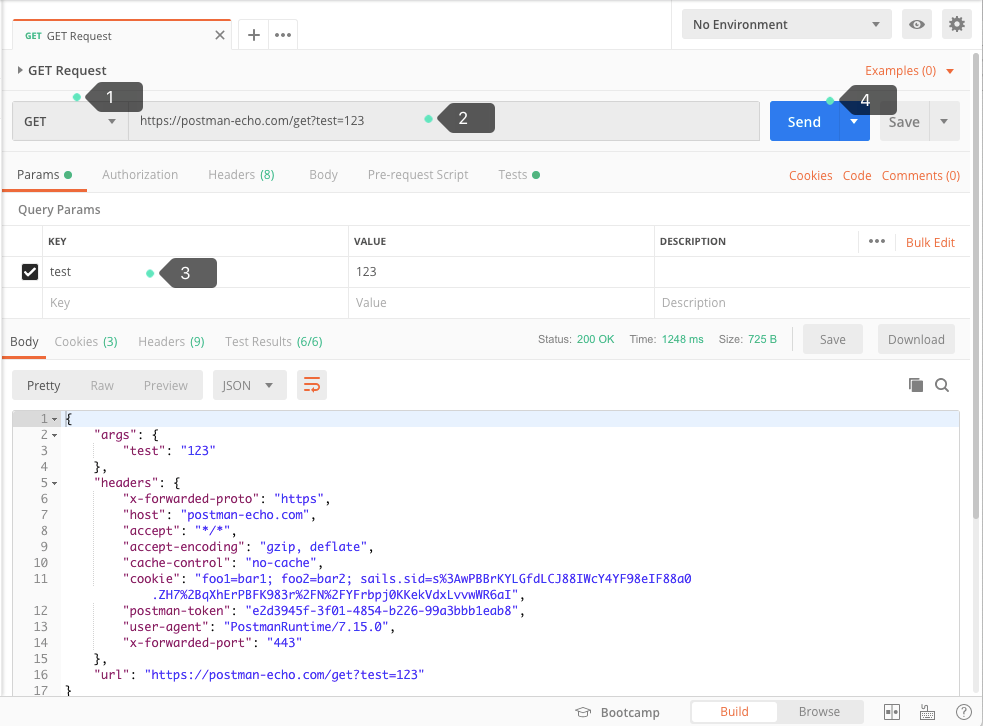 GET GET Request
No Environment
GET Request
Examples (0)
1
2
4
GET
https://postman-echo.com/get?test=123
Send
Save
Params
Authorization
Headers (8)
Body
Pre-request Script
Tests
Cookies
Code
Comments (0)
Query Params
KEY
VALUE
DESCRIPTION
Bulk Edit
test
3
123
Key
Value
Description
Body
Cookies (3)
Headers (9)
Test Results (6/6)
Status: 200 OK
Time: 1248 ms
Size: 725 B
Save
Download
Pretty
Raw
Preview
JSON
1 {
2 "args": {
3 "test": "123"
4 },
5 "headers": {
6 "x-forwarded-proto": "https",
7 "host": "postman-echo.com",
8 "accept": "*/*",
9 "accept-encoding": "gzip, deflate",
10 "cache-control": "no-cache",
11 "cookie": "foo1=bar1; foo2=bar2; sails.sid=s%3AwPBBrKYLGfdLCJ88IWcY4YF98eIF88a0
.ZH7%2BqXhErPBFK983r%2FN%2FYFrbpj0KKekVdxLvvwWR6aI",
12 "postman-token": "e2d3945f-3f01-4854-b226-99a3bbb1eab8",
13 "user-agent": "PostmanRuntime/7.15.0",
14 "x-forwarded-port": "443"
15 },
16 "url": "https://postman-echo.com/get?test=123"
17 }
Bootcamp
Build
Browse